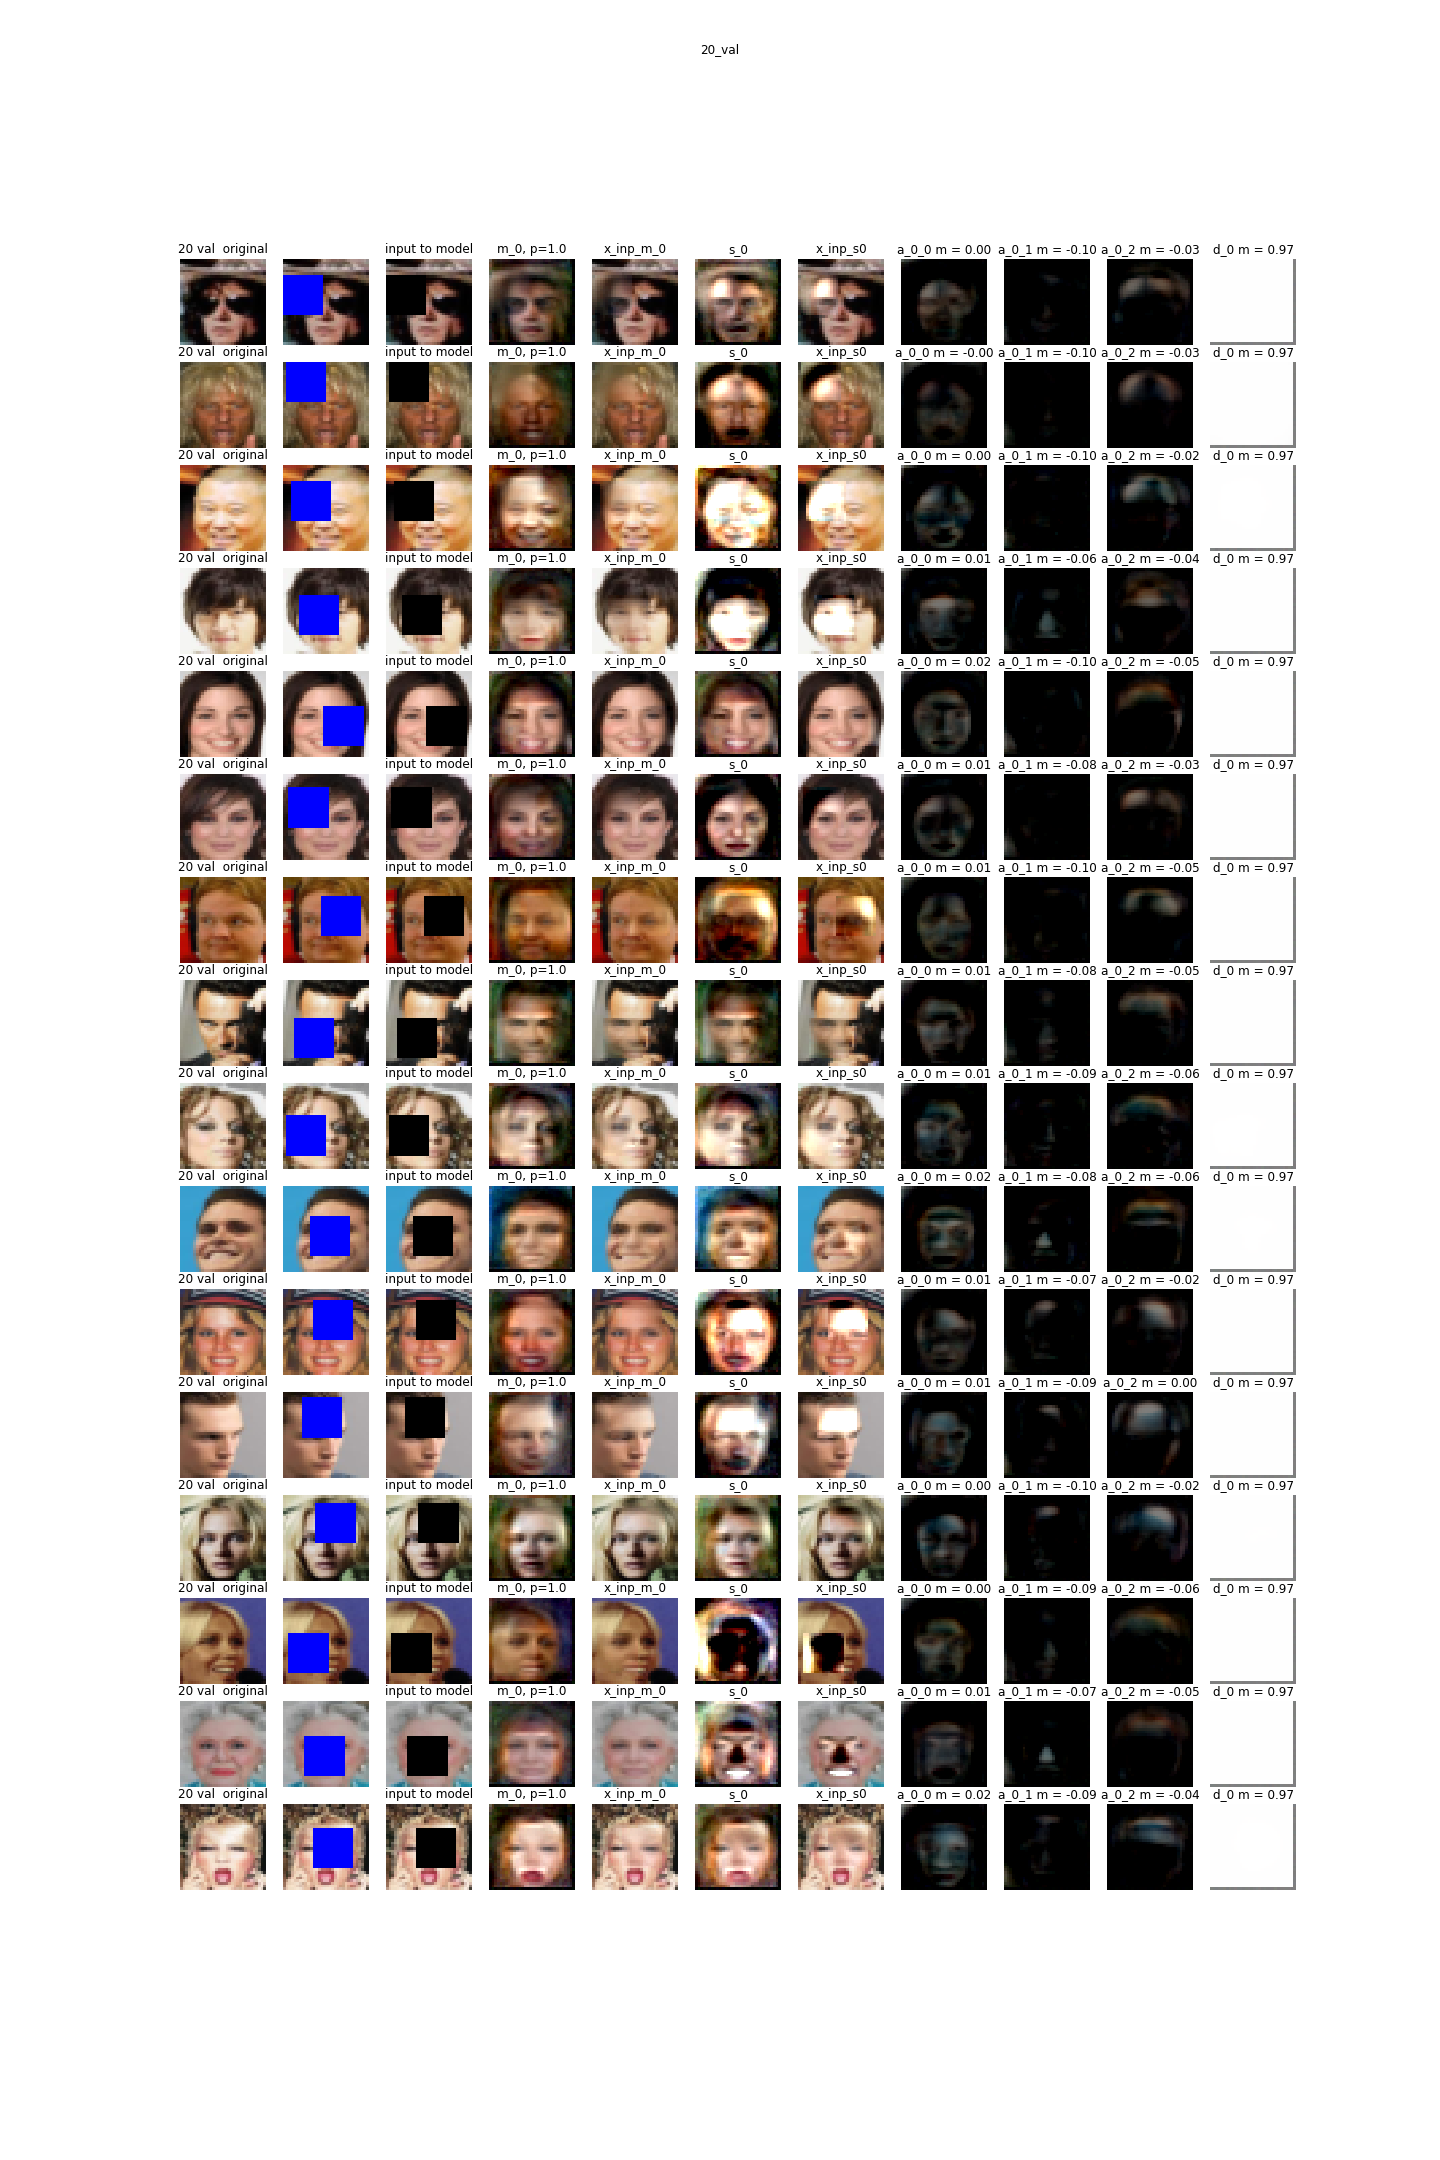 20_val
20 val  original input to model m_0, p=1.0 x_inp_m_0 s_0 x_inp_s0 a_0_0 m = 0.00 a_0_1 m = -0.10 a_0_2 m = -0.03 d_0 m = 0.97
20 val  original input to model m_0, p=1.0 x_inp_m_0 s_0 x_inp_s0 a_0_0 m = -0.00 a_0_1 m = -0.10 a_0_2 m = -0.03 d_0 m = 0.97
20 val  original input to model m_0, p=1.0 x_inp_m_0 s_0 x_inp_s0 a_0_0 m = 0.00 a_0_1 m = -0.10 a_0_2 m = -0.02 d_0 m = 0.97
20 val  original input to model m_0, p=1.0 x_inp_m_0 s_0 x_inp_s0 a_0_0 m = 0.01 a_0_1 m = -0.06 a_0_2 m = -0.04 d_0 m = 0.97
20 val  original input to model m_0, p=1.0 x_inp_m_0 s_0 x_inp_s0 a_0_0 m = 0.02 a_0_1 m = -0.10 a_0_2 m = -0.05 d_0 m = 0.97
20 val  original input to model m_0, p=1.0 x_inp_m_0 s_0 x_inp_s0 a_0_0 m = 0.01 a_0_1 m = -0.08 a_0_2 m = -0.03 d_0 m = 0.97
20 val  original input to model m_0, p=1.0 x_inp_m_0 s_0 x_inp_s0 a_0_0 m = 0.01 a_0_1 m = -0.10 a_0_2 m = -0.05 d_0 m = 0.97
20 val  original input to model m_0, p=1.0 x_inp_m_0 s_0 x_inp_s0 a_0_0 m = 0.01 a_0_1 m = -0.08 a_0_2 m = -0.05 d_0 m = 0.97
20 val  original input to model m_0, p=1.0 x_inp_m_0 s_0 x_inp_s0 a_0_0 m = 0.01 a_0_1 m = -0.09 a_0_2 m = -0.06 d_0 m = 0.97
20 val  original input to model m_0, p=1.0 x_inp_m_0 s_0 x_inp_s0 a_0_0 m = 0.02 a_0_1 m = -0.08 a_0_2 m = -0.06 d_0 m = 0.97
20 val  original input to model m_0, p=1.0 x_inp_m_0 s_0 x_inp_s0 a_0_0 m = 0.01 a_0_1 m = -0.07 a_0_2 m = -0.02 d_0 m = 0.97
20 val  original input to model m_0, p=1.0 x_inp_m_0 s_0 x_inp_s0 a_0_0 m = 0.01 a_0_1 m = -0.09 a_0_2 m = 0.00 d_0 m = 0.97
20 val  original input to model m_0, p=1.0 x_inp_m_0 s_0 x_inp_s0 a_0_0 m = 0.00 a_0_1 m = -0.10 a_0_2 m = -0.02 d_0 m = 0.97
20 val  original input to model m_0, p=1.0 x_inp_m_0 s_0 x_inp_s0 a_0_0 m = 0.00 a_0_1 m = -0.09 a_0_2 m = -0.06 d_0 m = 0.97
20 val  original input to model m_0, p=1.0 x_inp_m_0 s_0 x_inp_s0 a_0_0 m = 0.01 a_0_1 m = -0.07 a_0_2 m = -0.05 d_0 m = 0.97
20 val  original input to model m_0, p=1.0 x_inp_m_0 s_0 x_inp_s0 a_0_0 m = 0.02 a_0_1 m = -0.09 a_0_2 m = -0.04 d_0 m = 0.97